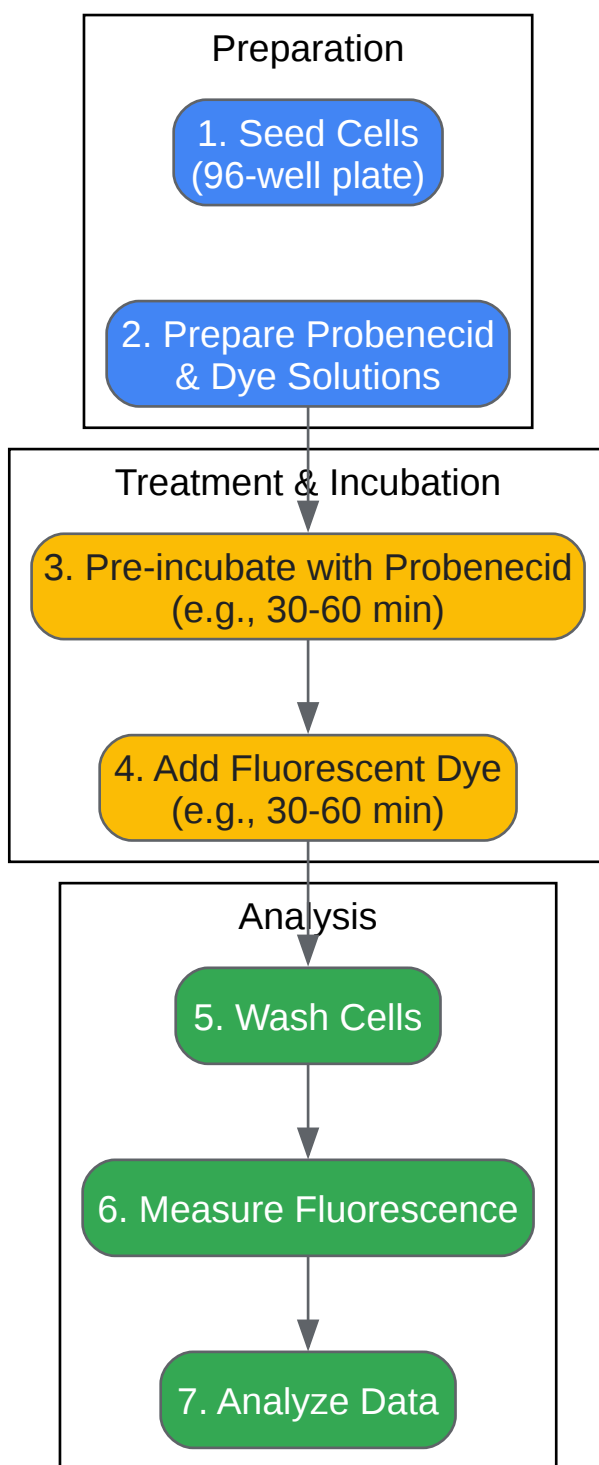 Preparation
1. Seed Cells
(96-well plate)
2. Prepare Probenecid
& Dye Solutions
Treatment & Incubation
3. Pre-incubate with Probenecid
(e.g., 30-60 min)
4. Add Fluorescent Dye
(e.g., 30-60 min)
Analysis
5. Wash Cells
6. Measure Fluorescence
7. Analyze Data